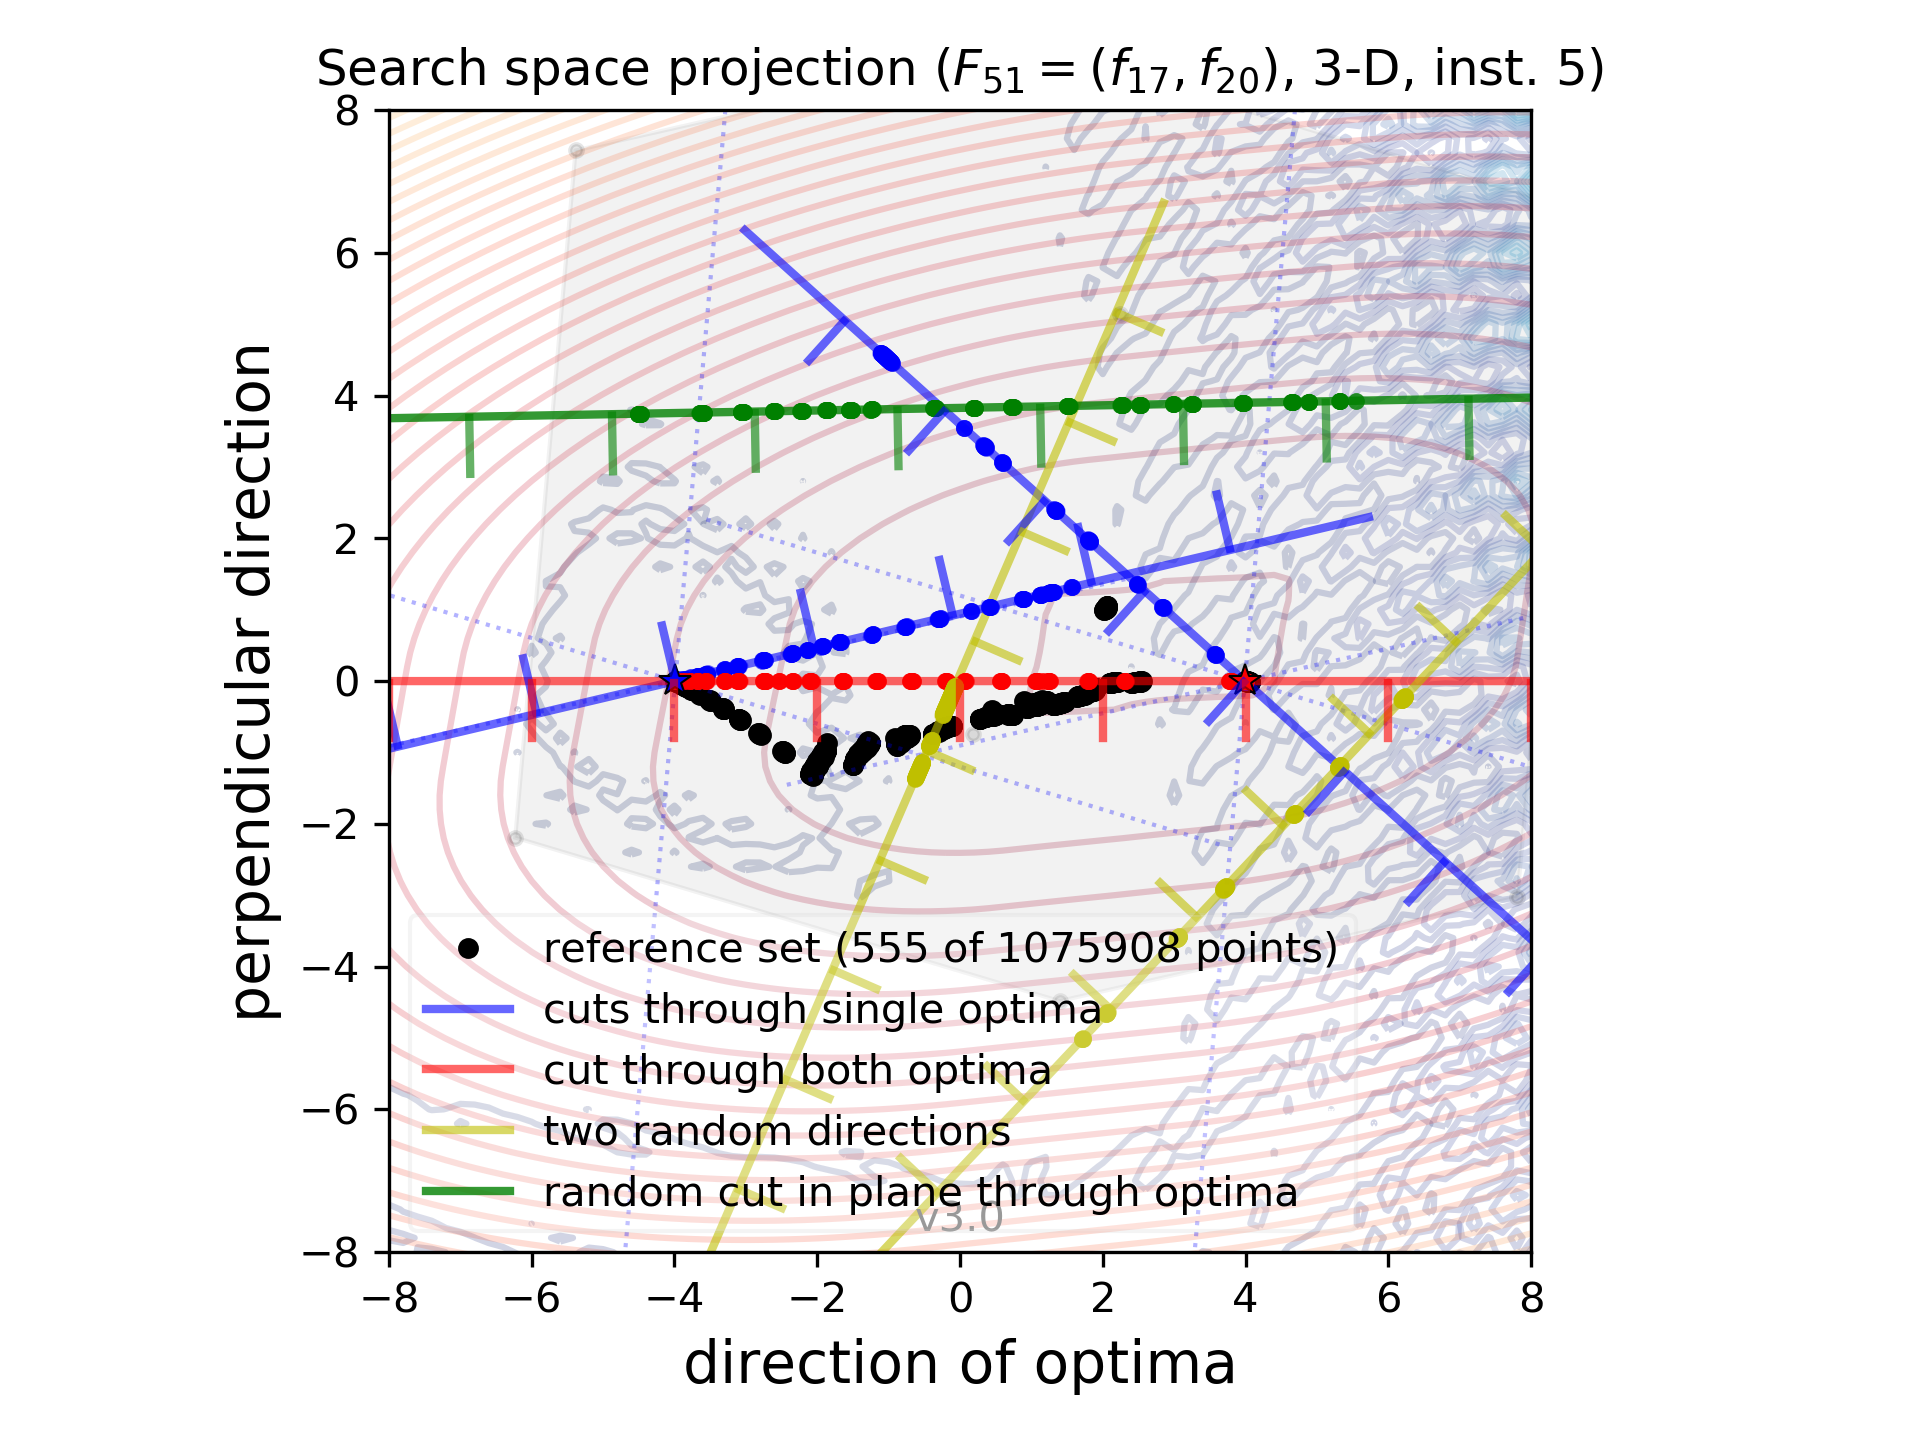 Search space projection (F51 = (f17, f20), 3-D, inst. 5)
8
6
4
2
0
−2
−4
−6
−8
perpendicular direction
reference set (555 of 1075908 points)
cuts through single optima
cut through both optima
two random directions
random cut in plane through optima
v3.0
−8 −6 −4 −2 0 2 4 6 8
direction of optima